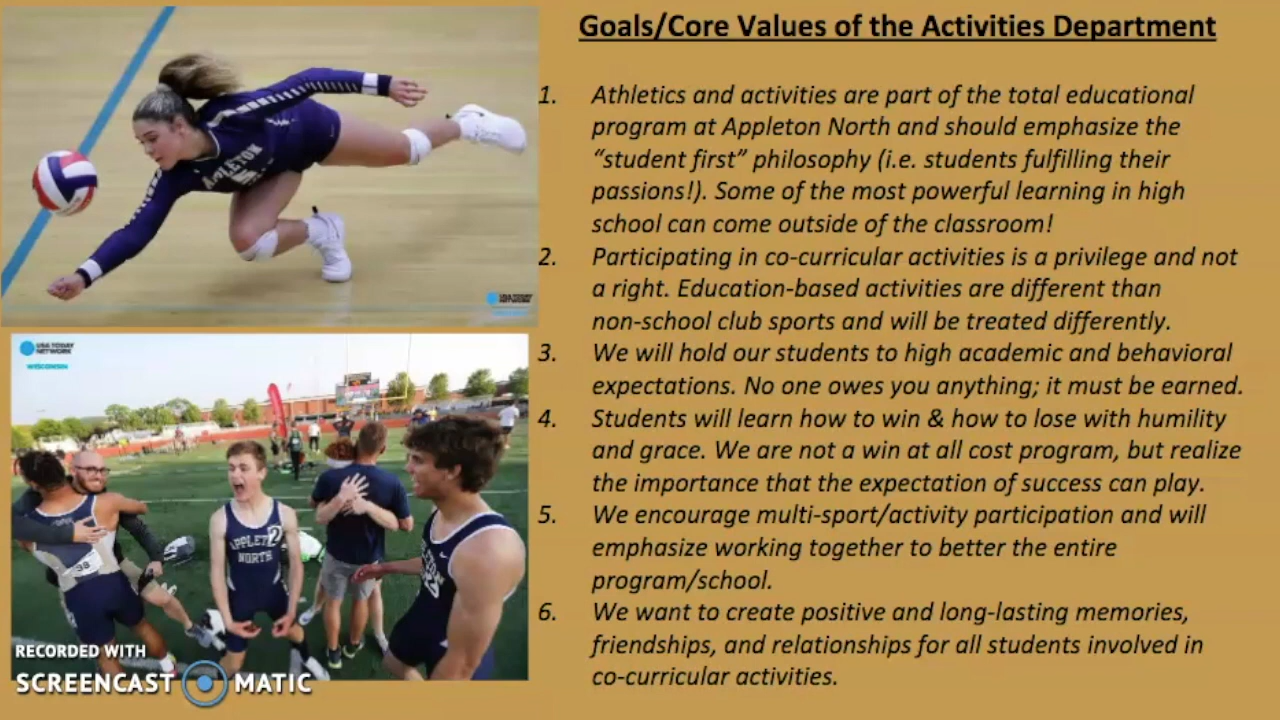 Goals/Core Values of the Activities Department
1. Athletics and activities are part of the total educational
program at Appleton North and should emphasize the
“student first” philosophy (i.e. students fulfilling their
passions!). Some of the most powerful learning in high
school can come outside of the classroom!
2. Participating in co-curricular activities is a privilege and not
a right. Education-based activities are different than
non-school club sports and will be treated differently.
3. We will hold our students to high academic and behavioral
expectations. No one owes you anything; it must be earned.
4. Students will learn how to win & how to lose with humility
and grace. We are not a win at all cost program, but realize
the importance that the expectation of success can play.
5. We encourage multi-sport/activity participation and will
emphasize working together to better the entire
program/school.
6. We want to create positive and long-lasting memories,
friendships, and relationships for all students involved in
co-curricular activities.
APPLETON
USA TODAY
NETWORK
WISCONSIN
APPLETON
NORTH
RECORDED WITH
SCREENCAST MATIC